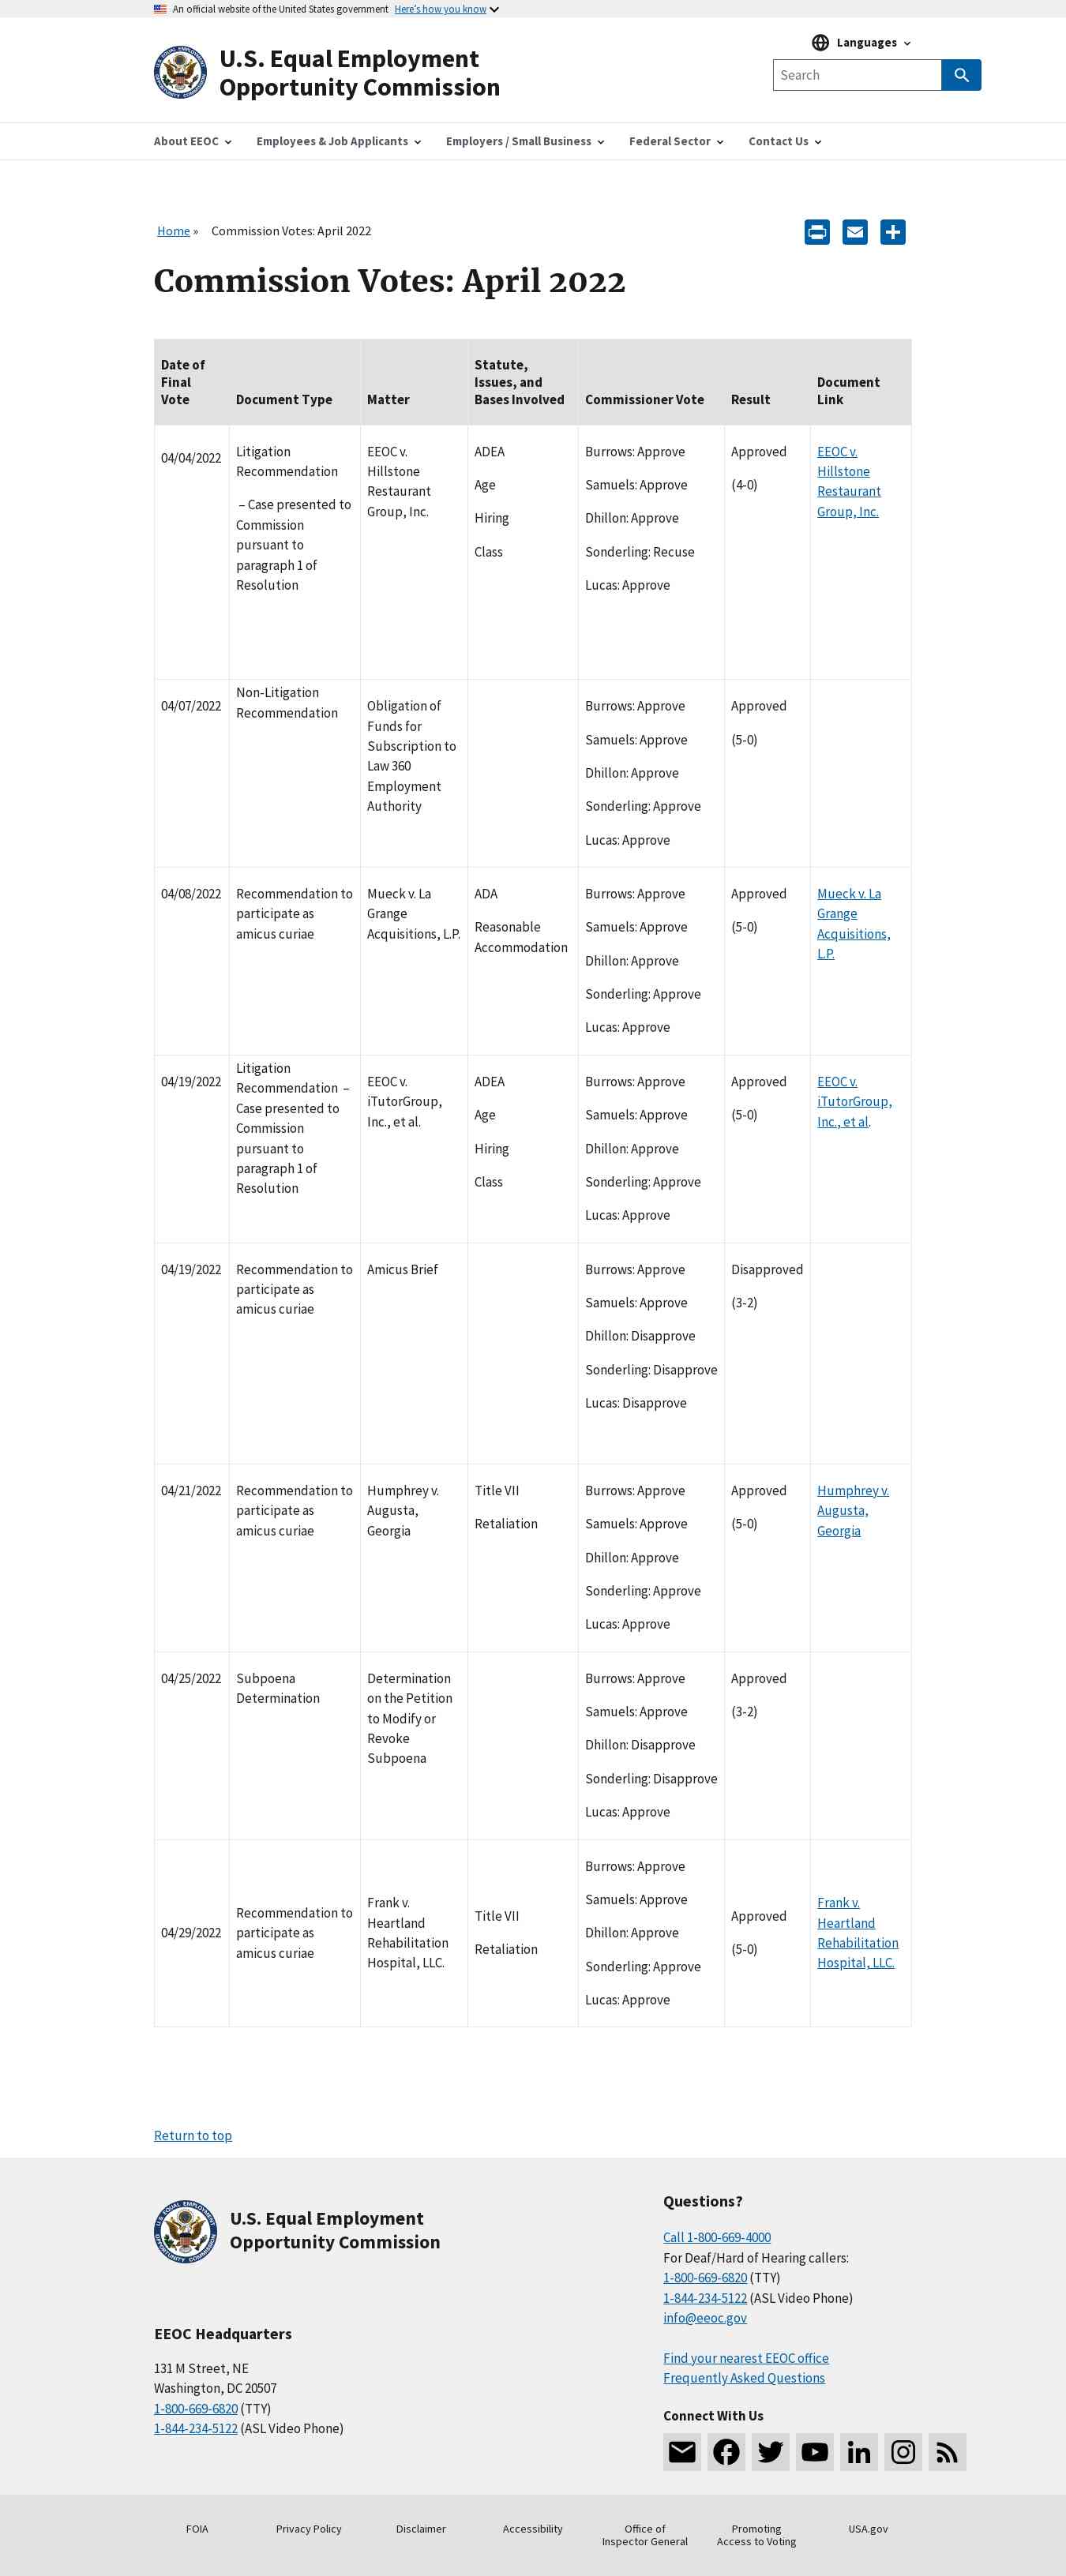 An official website of the United States government Here's how you know
Languages
U.S. Equal Employment
Opportunity Commission
Search
About EEOC
Employees & Job Applicants
Employers / Small Business
Federal Sector
Contact Us
Home » Commission Votes: April 2022
Commission Votes: April 2022
Date of
Final
Vote
Document Type
Matter
Statute,
Issues, and
Bases Involved
Commissioner Vote
Result
Document
Link
04/04/2022
Litigation
Recommendation
– Case presented to
Commission
pursuant to
paragraph 1 of
Resolution
EEOC v.
Hillstone
Restaurant
Group, Inc.
ADEA
Age
Hiring
Class
Burrows: Approve
Samuels: Approve
Dhillon: Approve
Sonderling: Recuse
Lucas: Approve
Approved
(4-0)
EEOC v.
Hillstone
Restaurant
Group, Inc.
04/07/2022
Non-Litigation
Recommendation
Obligation of
Funds for
Subscription to
Law 360
Employment
Authority
Burrows: Approve
Samuels: Approve
Dhillon: Approve
Sonderling: Approve
Lucas: Approve
Approved
(5-0)
04/08/2022
Recommendation to
participate as
amicus curiae
Mueck v. La
Grange
Acquisitions, L.P.
ADA
Reasonable
Accommodation
Burrows: Approve
Samuels: Approve
Dhillon: Approve
Sonderling: Approve
Lucas: Approve
Approved
(5-0)
Mueck v. La
Grange
Acquisitions,
L.P.
04/19/2022
Litigation
Recommendation –
Case presented to
Commission
pursuant to
paragraph 1 of
Resolution
EEOC v.
iTutorGroup,
Inc., et al.
ADEA
Age
Hiring
Class
Burrows: Approve
Samuels: Approve
Dhillon: Approve
Sonderling: Approve
Lucas: Approve
Approved
(5-0)
EEOC v.
iTutorGroup,
Inc., et al.
04/19/2022
Recommendation to
participate as
amicus curiae
Amicus Brief
Burrows: Approve
Samuels: Approve
Dhillon: Disapprove
Sonderling: Disapprove
Lucas: Disapprove
Disapproved
(3-2)
04/21/2022
Recommendation to
participate as
amicus curiae
Humphrey v.
Augusta,
Georgia
Title VII
Retaliation
Burrows: Approve
Samuels: Approve
Dhillon: Approve
Sonderling: Approve
Lucas: Approve
Approved
(5-0)
Humphrey v.
Augusta,
Georgia
04/25/2022
Subpoena
Determination
Determination
on the Petition
to Modify or
Revoke
Subpoena
Burrows: Approve
Samuels: Approve
Dhillon: Disapprove
Sonderling: Disapprove
Lucas: Approve
Approved
(3-2)
04/29/2022
Recommendation to
participate as
amicus curiae
Frank v.
Heartland
Rehabilitation
Hospital, LLC.
Title VII
Retaliation
Burrows: Approve
Samuels: Approve
Dhillon: Approve
Sonderling: Approve
Lucas: Approve
Approved
(5-0)
Frank v.
Heartland
Rehabilitation
Hospital, LLC.
Return to top
U.S. Equal Employment
Opportunity Commission
EEOC Headquarters
131 M Street, NE
Washington, DC 20507
1-800-669-6820 (TTY)
1-844-234-5122 (ASL Video Phone)
Questions?
Call 1-800-669-4000
For Deaf/Hard of Hearing callers:
1-800-669-6820 (TTY)
1-844-234-5122 (ASL Video Phone)
info@eeoc.gov
Find your nearest EEOC office
Frequently Asked Questions
Connect With Us
FOIA
Privacy Policy
Disclaimer
Accessibility
Office of
Inspector General
Promoting
Access to Voting
USA.gov